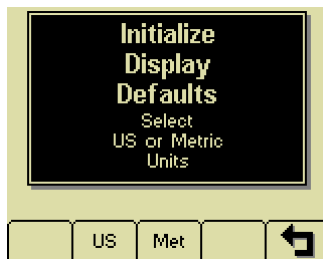 Initialize
Display
Defaults
Select
US or Metric
Units
US Met